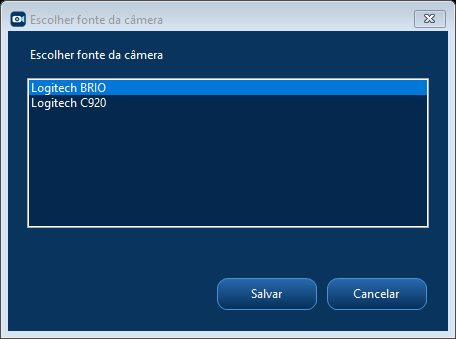 Escolher fonte da câmera
Escolher fonte da câmera
Logitech BRIO
Logitech C920
Salvar
Cancelar